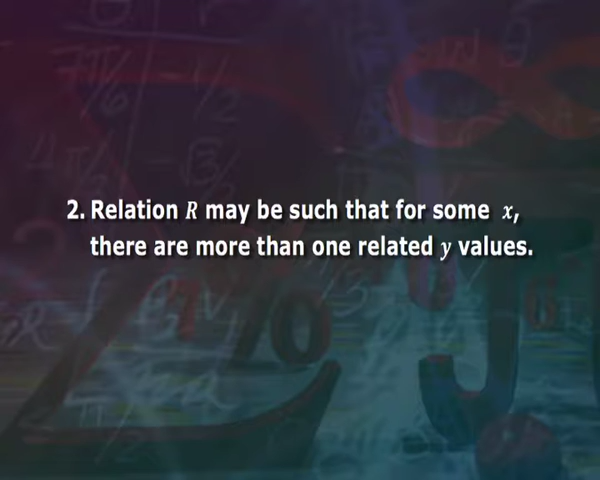 2. Relation R may be such that for some x,
there are more than one related y values.